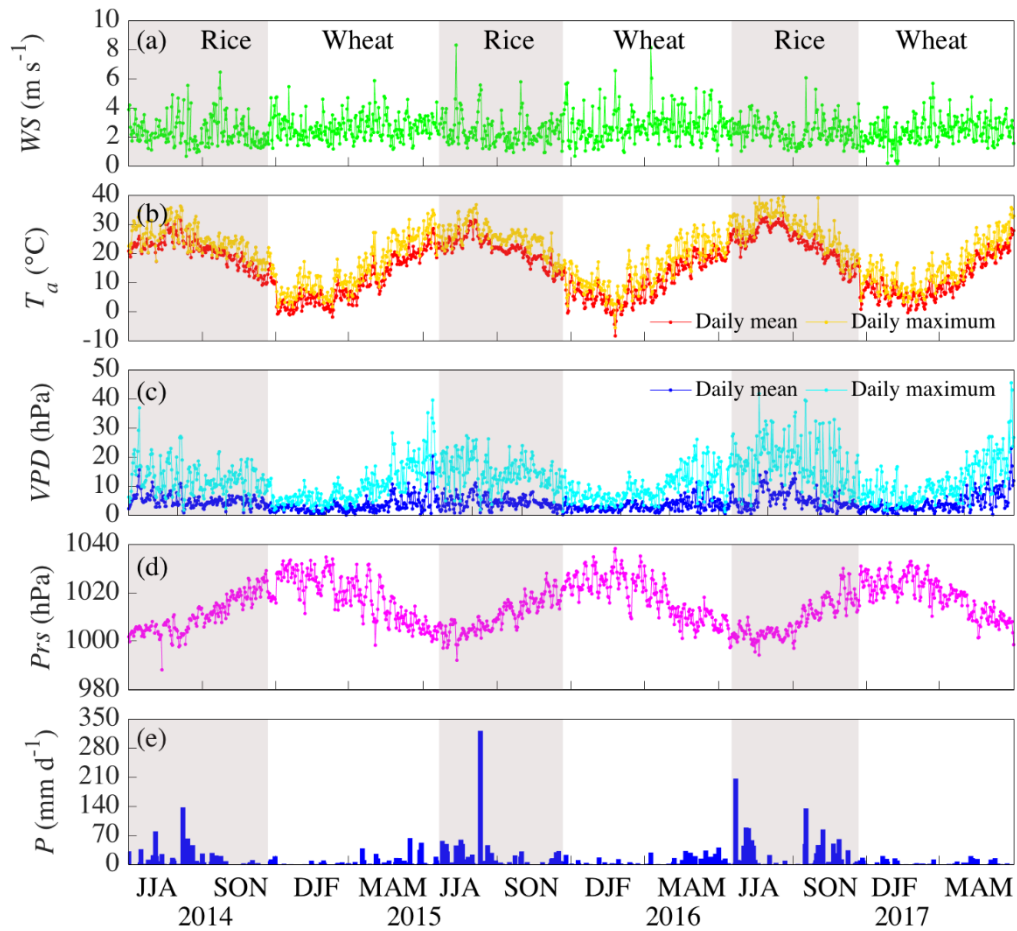 (a) Rice Wheat Rice Wheat Rice Wheat
WS (m s⁻¹)
10
8
6
4
2
0
(b)
T_a (°C)
40
30
20
10
0
-10
Daily mean Daily maximum
(c)
VPD (hPa)
50
40
30
20
10
0
Daily mean Daily maximum
(d)
Prs (hPa)
1040
1020
1000
980
(e)
P (mm d⁻¹)
350
280
210
140
70
0
JJA SON DJF MAM JJA SON DJF MAM JJA SON DJF MAM
2014 2015 2016 2017